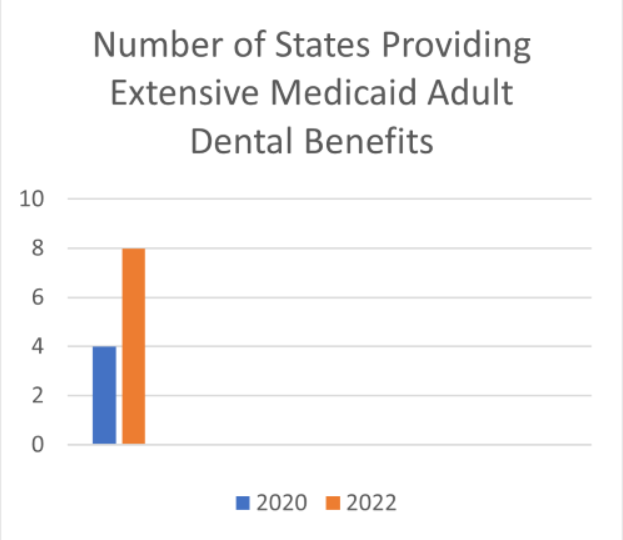 Number of States Providing
Extensive Medicaid Adult
Dental Benefits
10
8
6
4
2
0
2020 2022